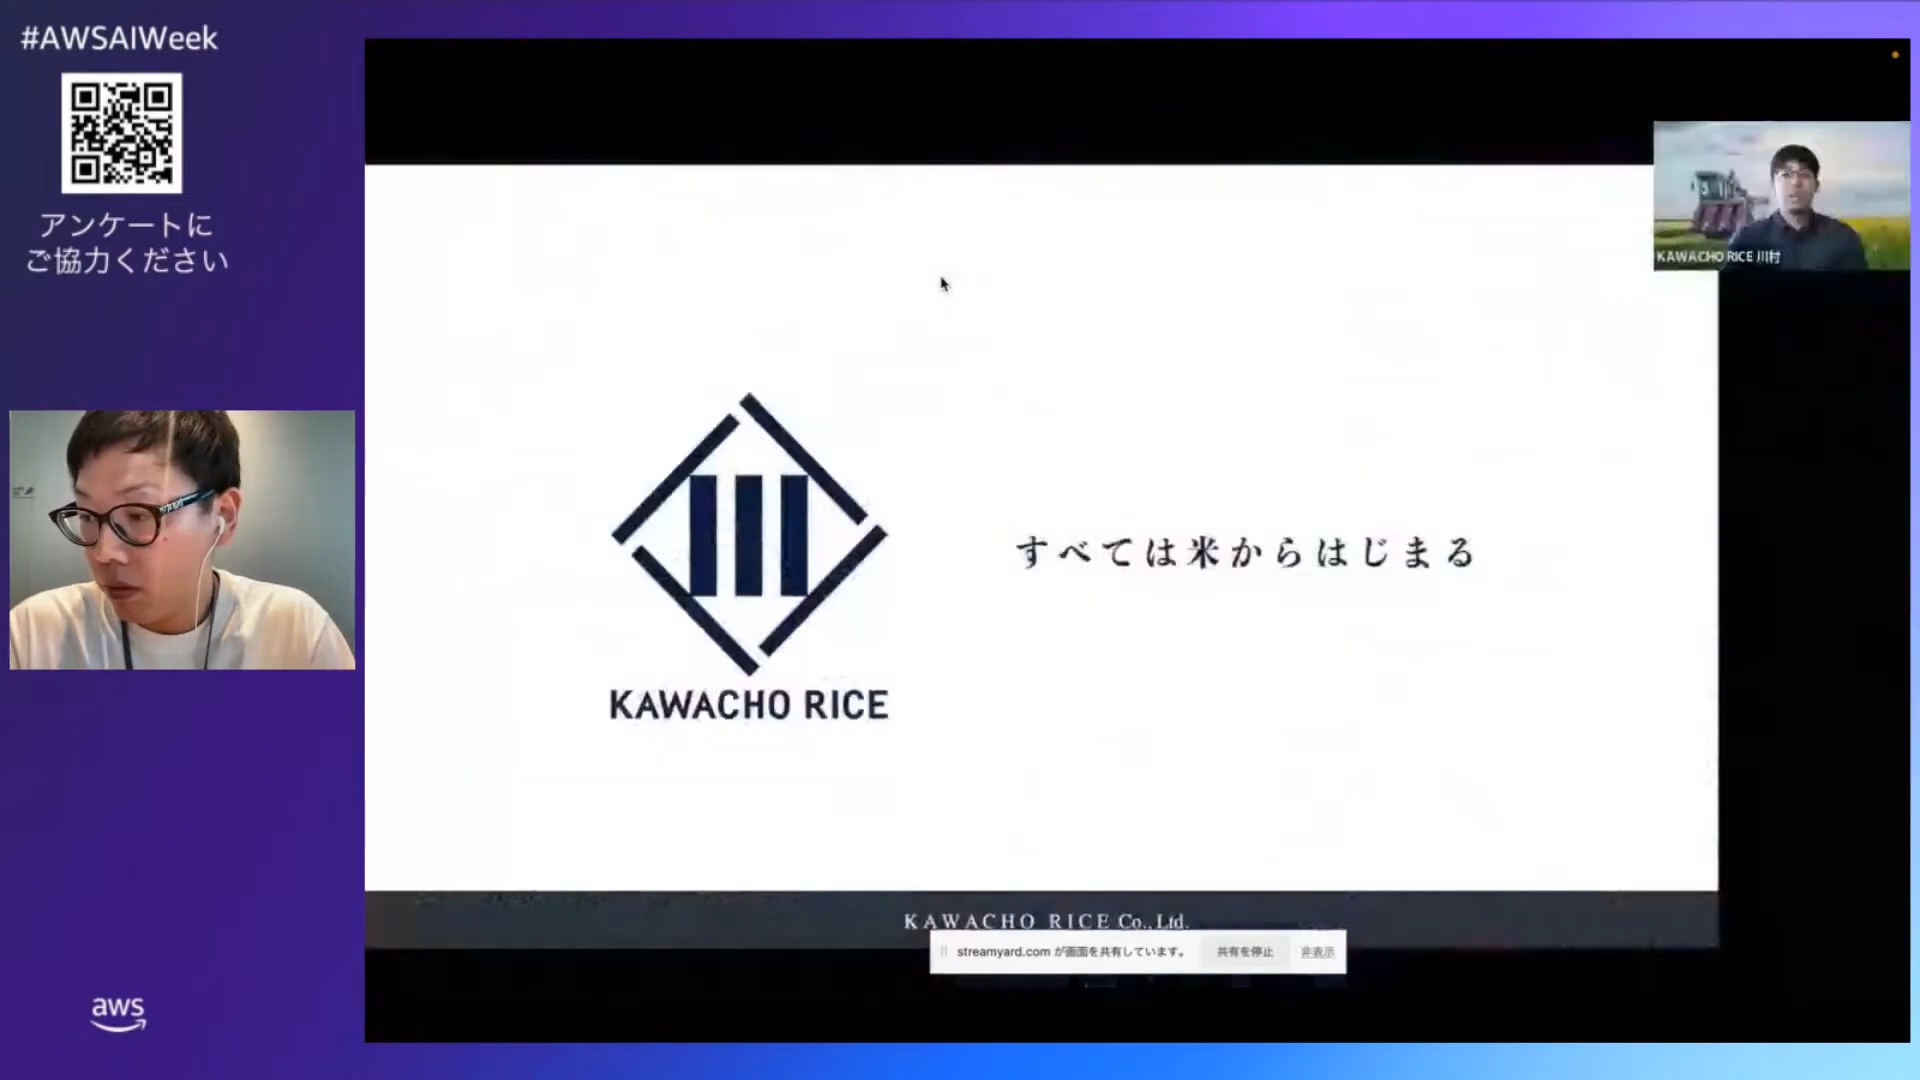 #AWSAIWeek
アンケートに
ご協力ください
KAWACHO RICE 川村
すべては米からはじまる
KAWACHO RICE
KAWACHO RICE Co., Ltd.
streamyard.com が画面を共有しています。 共有を停止 非表示
aws